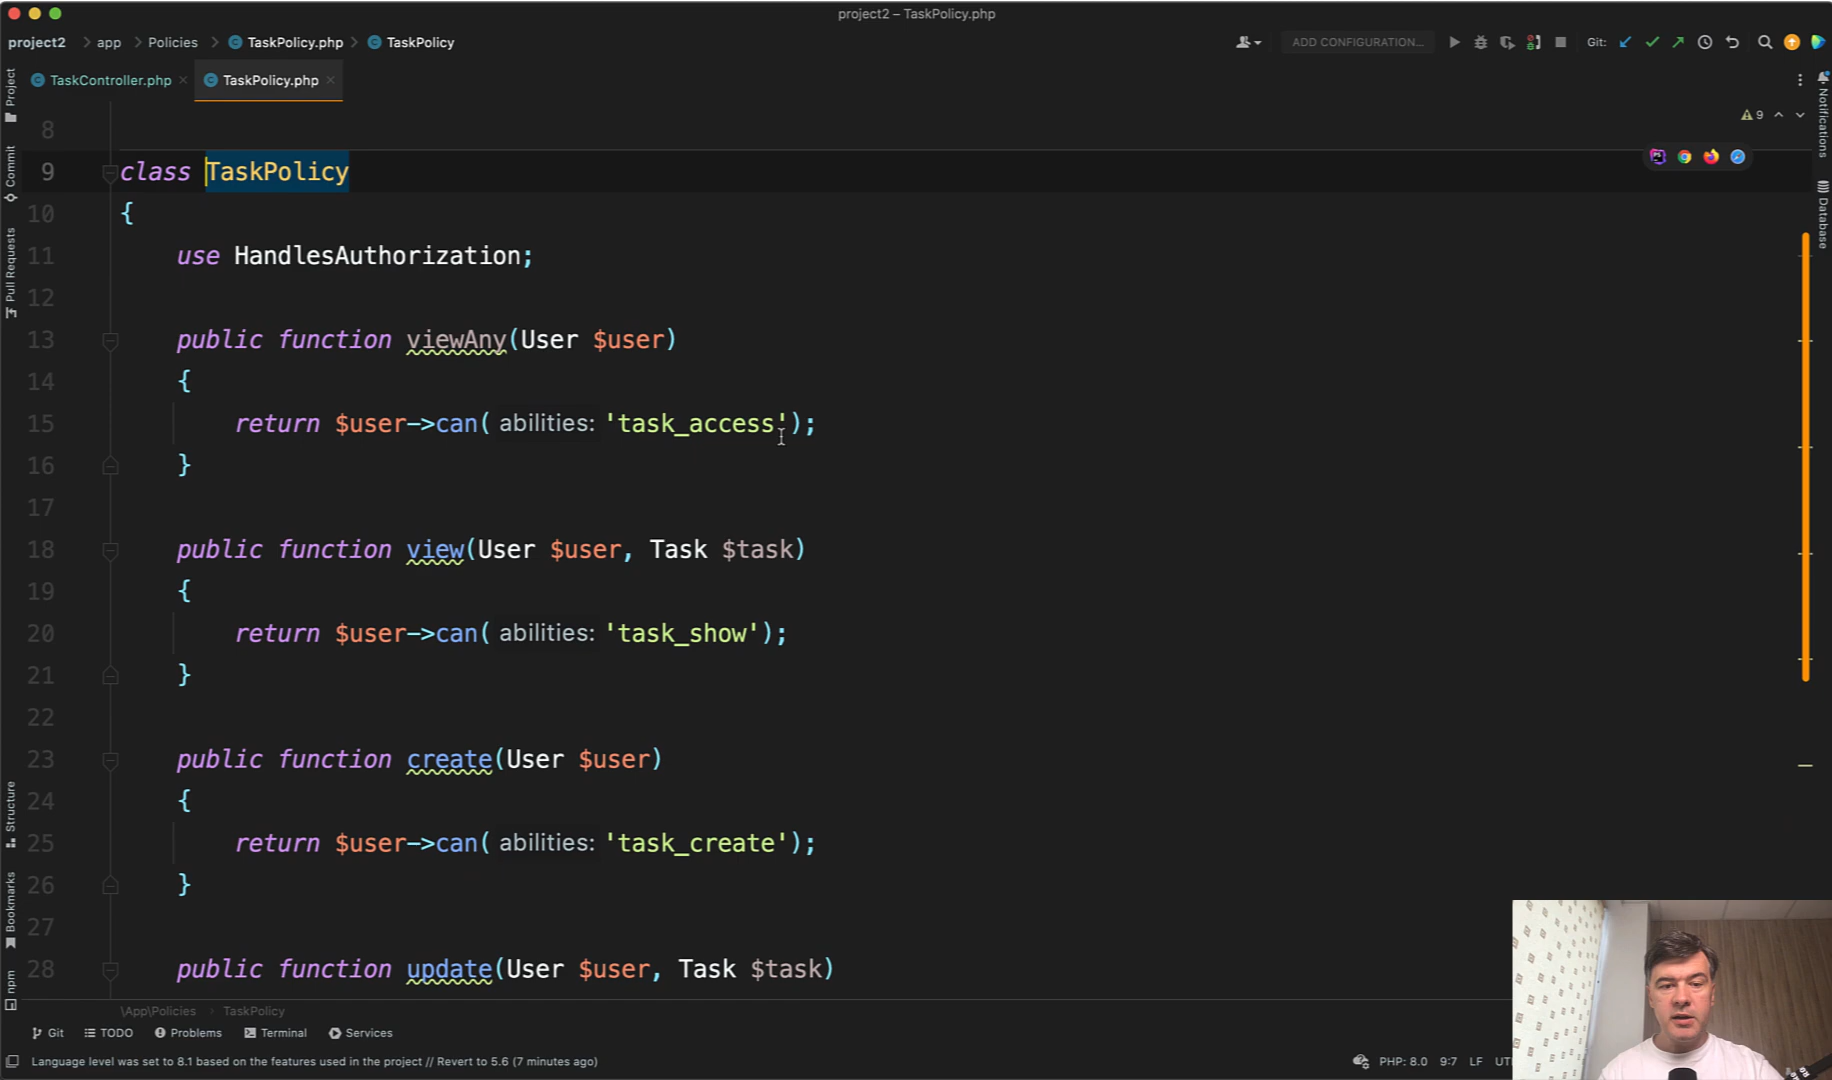 project2 – TaskPolicy.php
project2 > app > Policies > TaskPolicy.php > TaskPolicy
ADD CONFIGURATION...
Git:
TaskController.php
TaskPolicy.php
Project
Commit
Pull Requests
Structure
Bookmarks
npm
Notifications
Database
9
8
9 class TaskPolicy
10 {
11 use HandlesAuthorization;
12
13 public function viewAny(User $user)
14 {
15 return $user->can( abilities: 'task_access');
16 }
17
18 public function view(User $user, Task $task)
19 {
20 return $user->can( abilities: 'task_show');
21 }
22
23 public function create(User $user)
24 {
25 return $user->can( abilities: 'task_create');
26 }
27
28 public function update(User $user, Task $task)
\App\Policies > TaskPolicy
Git TODO Problems Terminal Services
Language level was set to 8.1 based on the features used in the project // Revert to 5.6 (7 minutes ago)
PHP: 8.0 9:7 LF